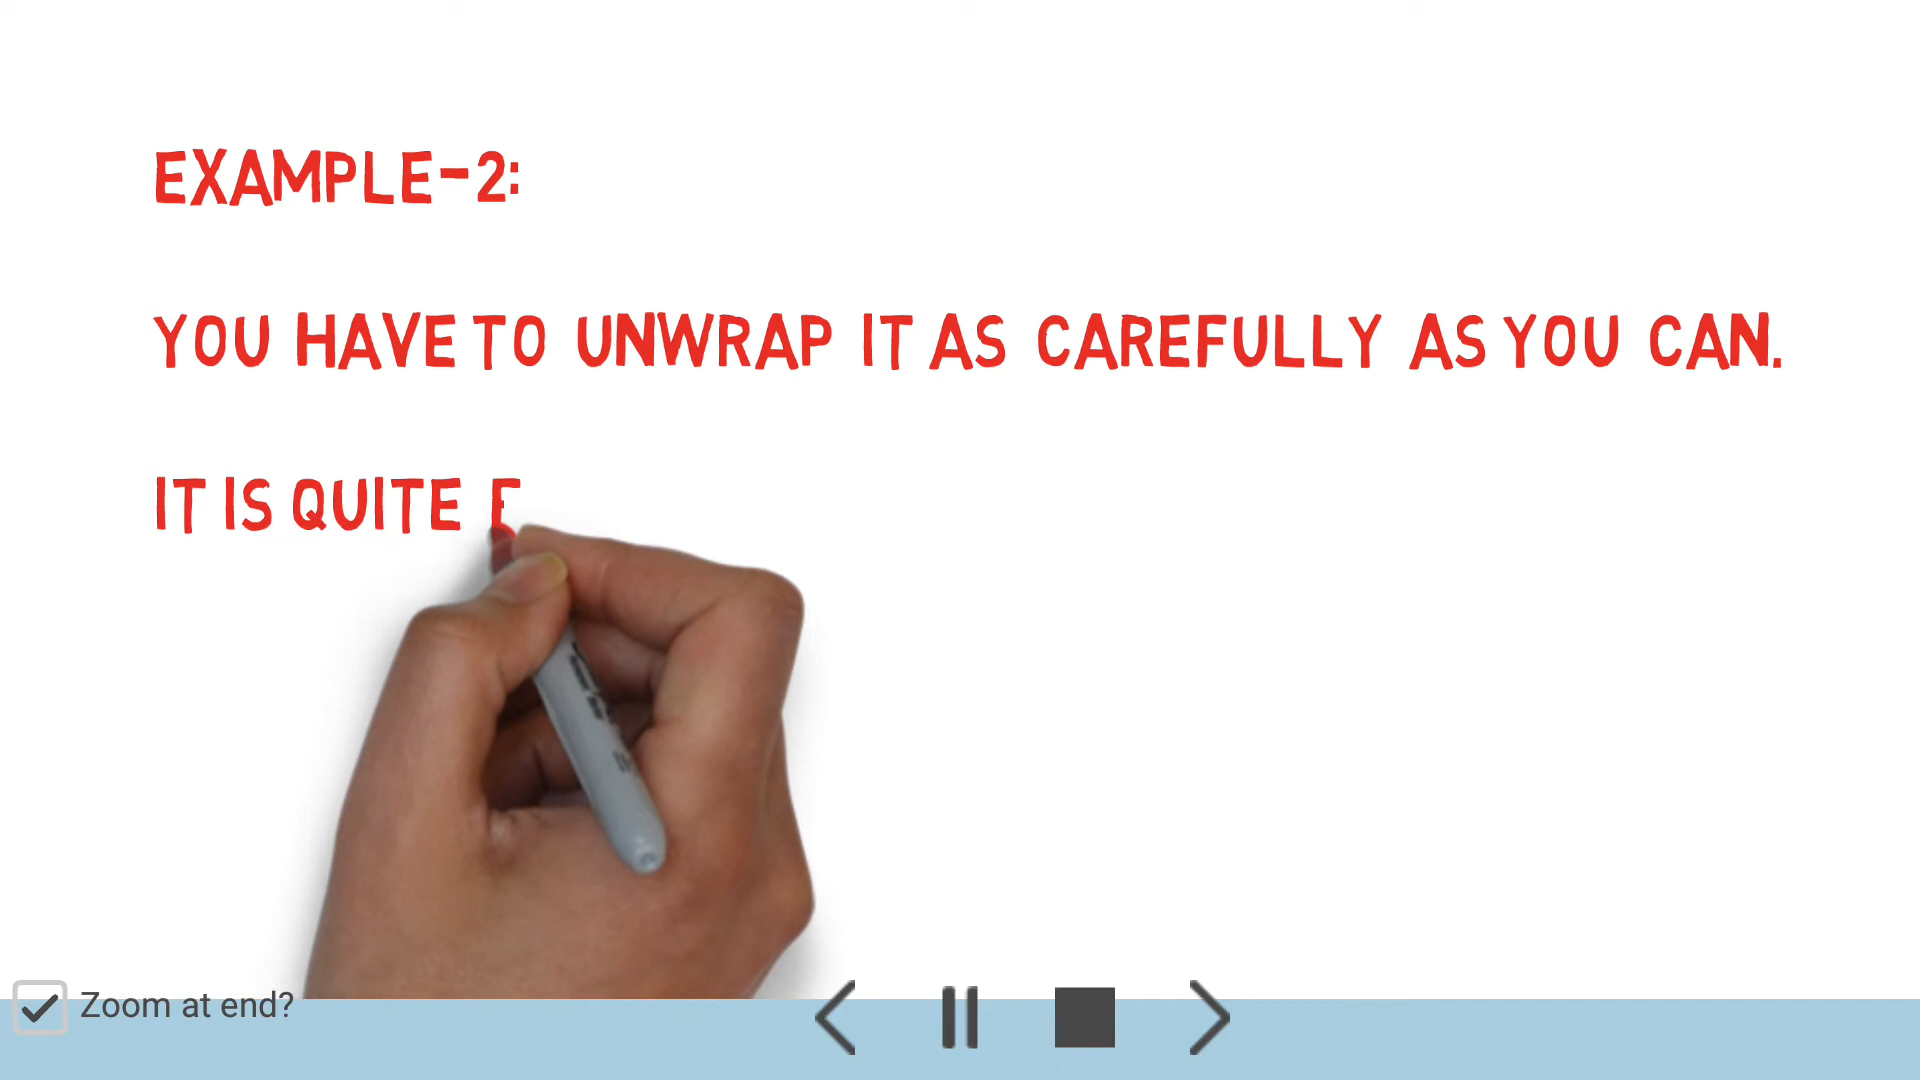 EXAMPLE-2:
YOU HAVE TO UNWRAP IT AS CAREFULLY AS YOU CAN.
IT IS QUITE
Zoom at end?